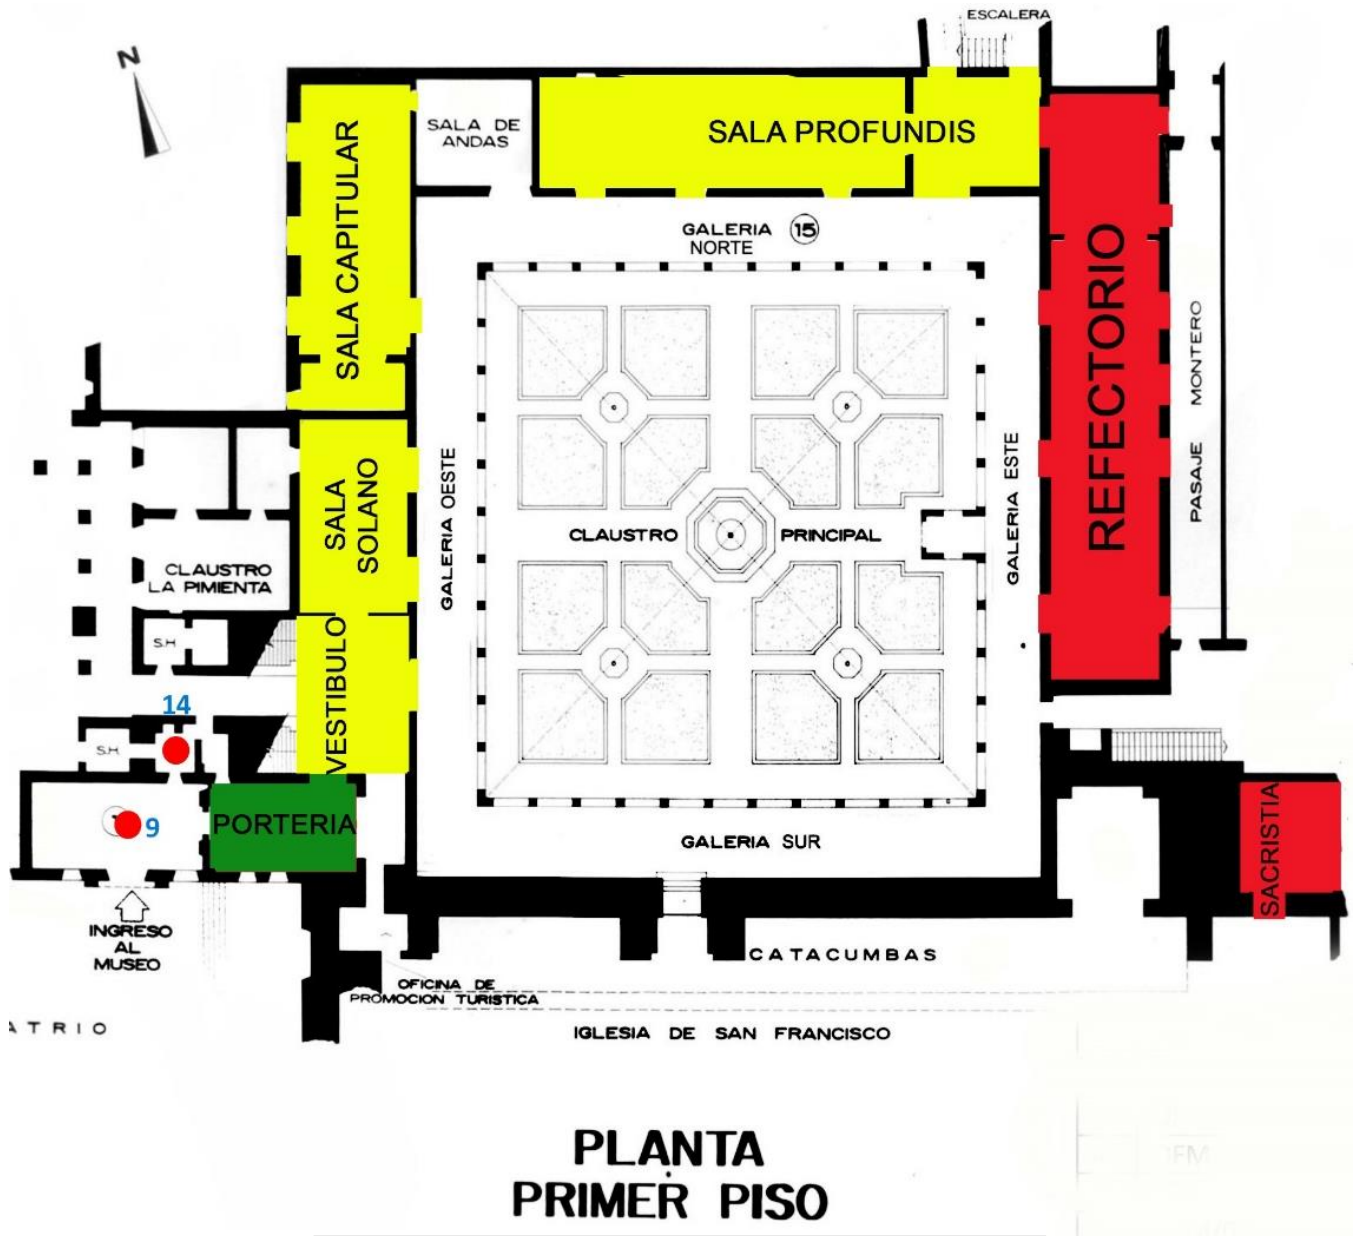 ESCALERA
N
SALA DE
ANDAS
SALA PROFUNDIS
SALA CAPITULAR
GALERIA 15
NORTE
REFECTORIO
PASAJE MONTERO
SALA
SOLANO
GALERIA OESTE
CLAUSTRO PRINCIPAL
GALERIA ESTE
CLAUSTRO
LA PIMIENTA
S.H.
VESTIBULO
14
S.H.
9
PORTERIA
GALERIA SUR
SACRISTIA
INGRESO
AL
MUSEO
CATACUMBAS
OFICINA DE
PROMOCION TURISTICA
ATRIO
IGLESIA DE SAN FRANCISCO
PLANTA
PRIMER PISO